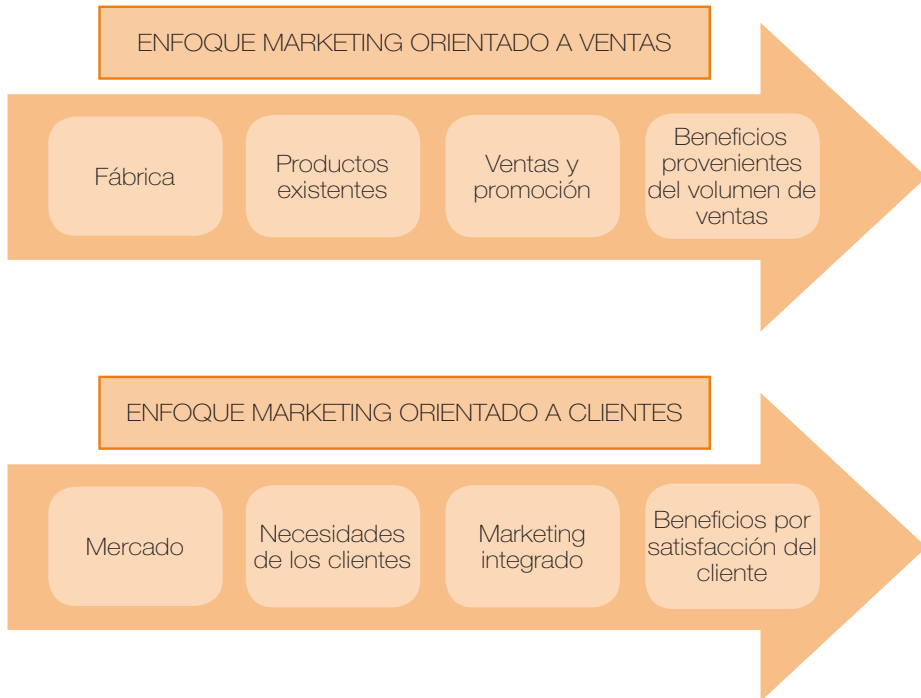 ENFOQUE MARKETING ORIENTADO A VENTAS
Fábrica
Productos
existentes
Ventas y
promoción
Beneficios
provenientes
del volumen de
ventas
ENFOQUE MARKETING ORIENTADO A CLIENTES
Mercado
Necesidades
de los clientes
Marketing
integrado
Beneficios por
satisfacción del
cliente